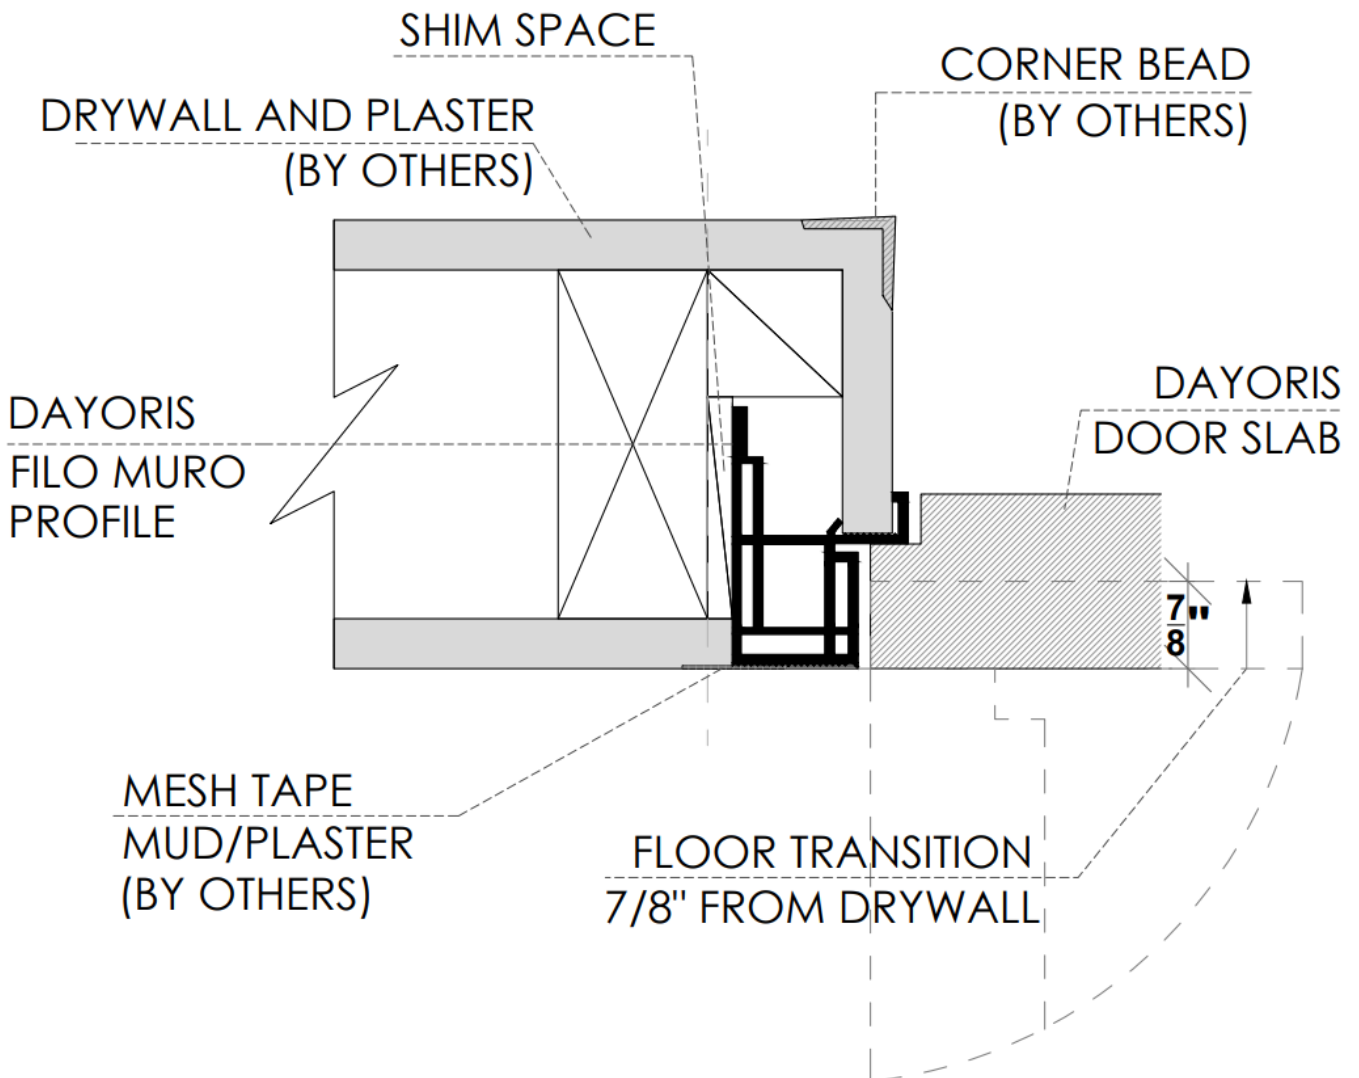 SHIM SPACE
CORNER BEAD
(BY OTHERS)
DRYWALL AND PLASTER
(BY OTHERS)
DAYORIS
DOOR SLAB
DAYORIS
FILO MURO
PROFILE
7/8"
MESH TAPE
MUD/PLASTER
(BY OTHERS)
FLOOR TRANSITION
7/8" FROM DRYWALL